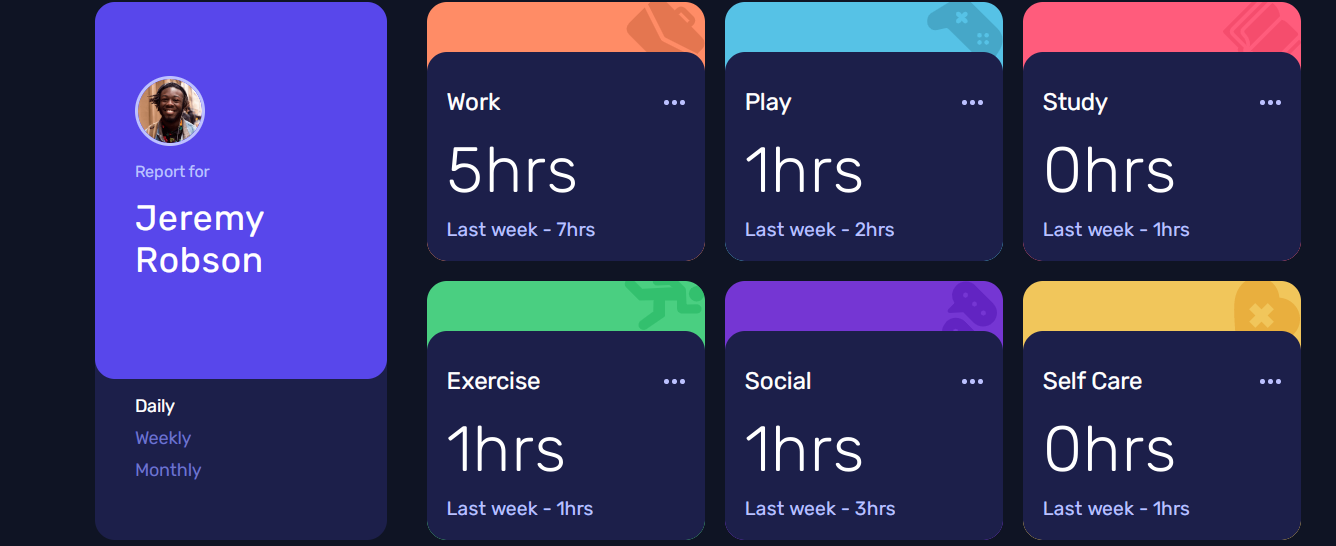 Report for
Jeremy
Robson
Daily
Weekly
Monthly
Work
5hrs
Last week - 7hrs
Play
1hrs
Last week - 2hrs
Study
0hrs
Last week - 1hrs
Exercise
1hrs
Last week - 1hrs
Social
1hrs
Last week - 3hrs
Self Care
0hrs
Last week - 1hrs